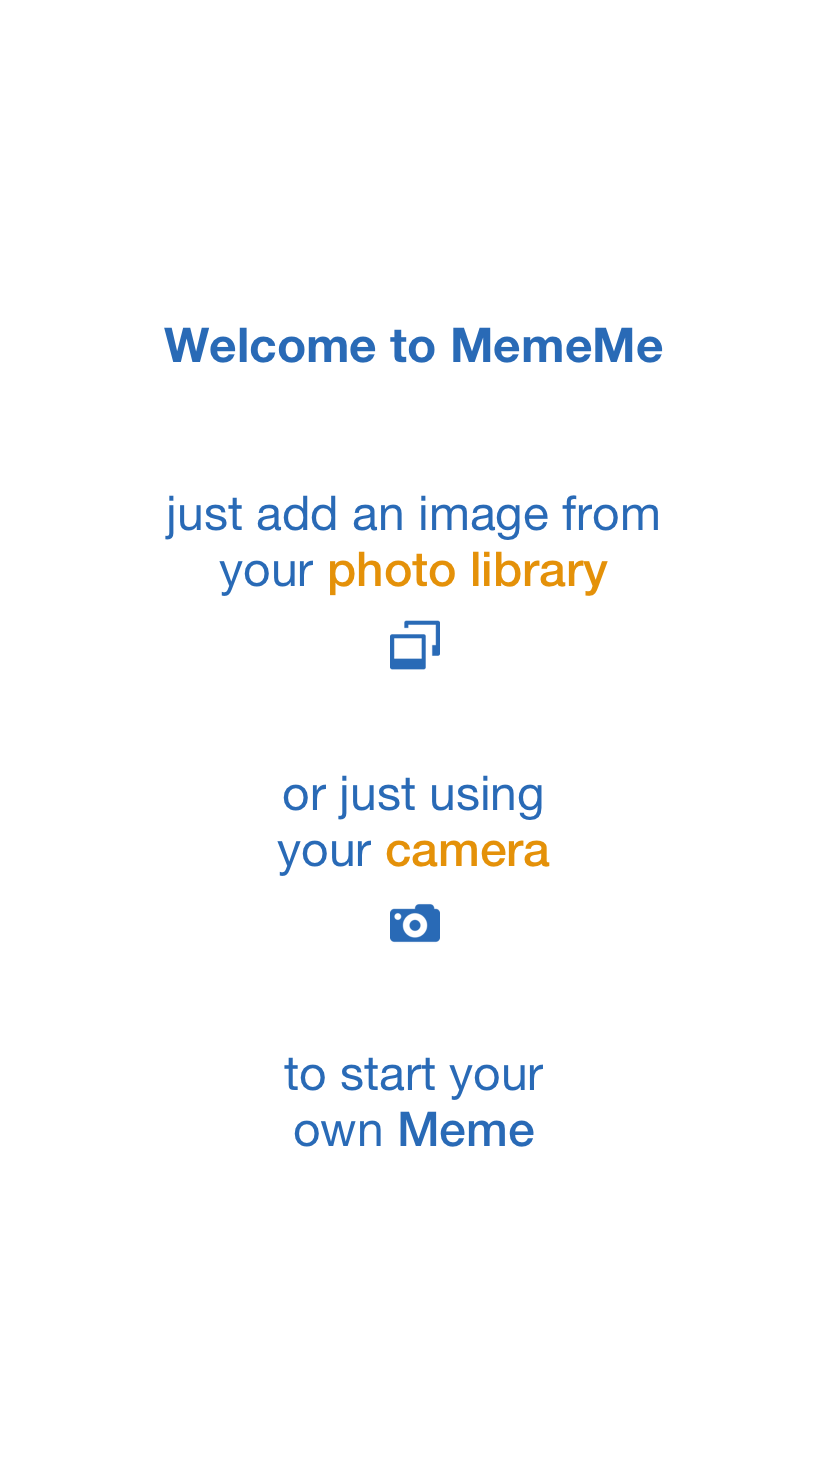 Welcome to MemeMe
just add an image from
your photo library
or just using
your camera
to start your
own Meme